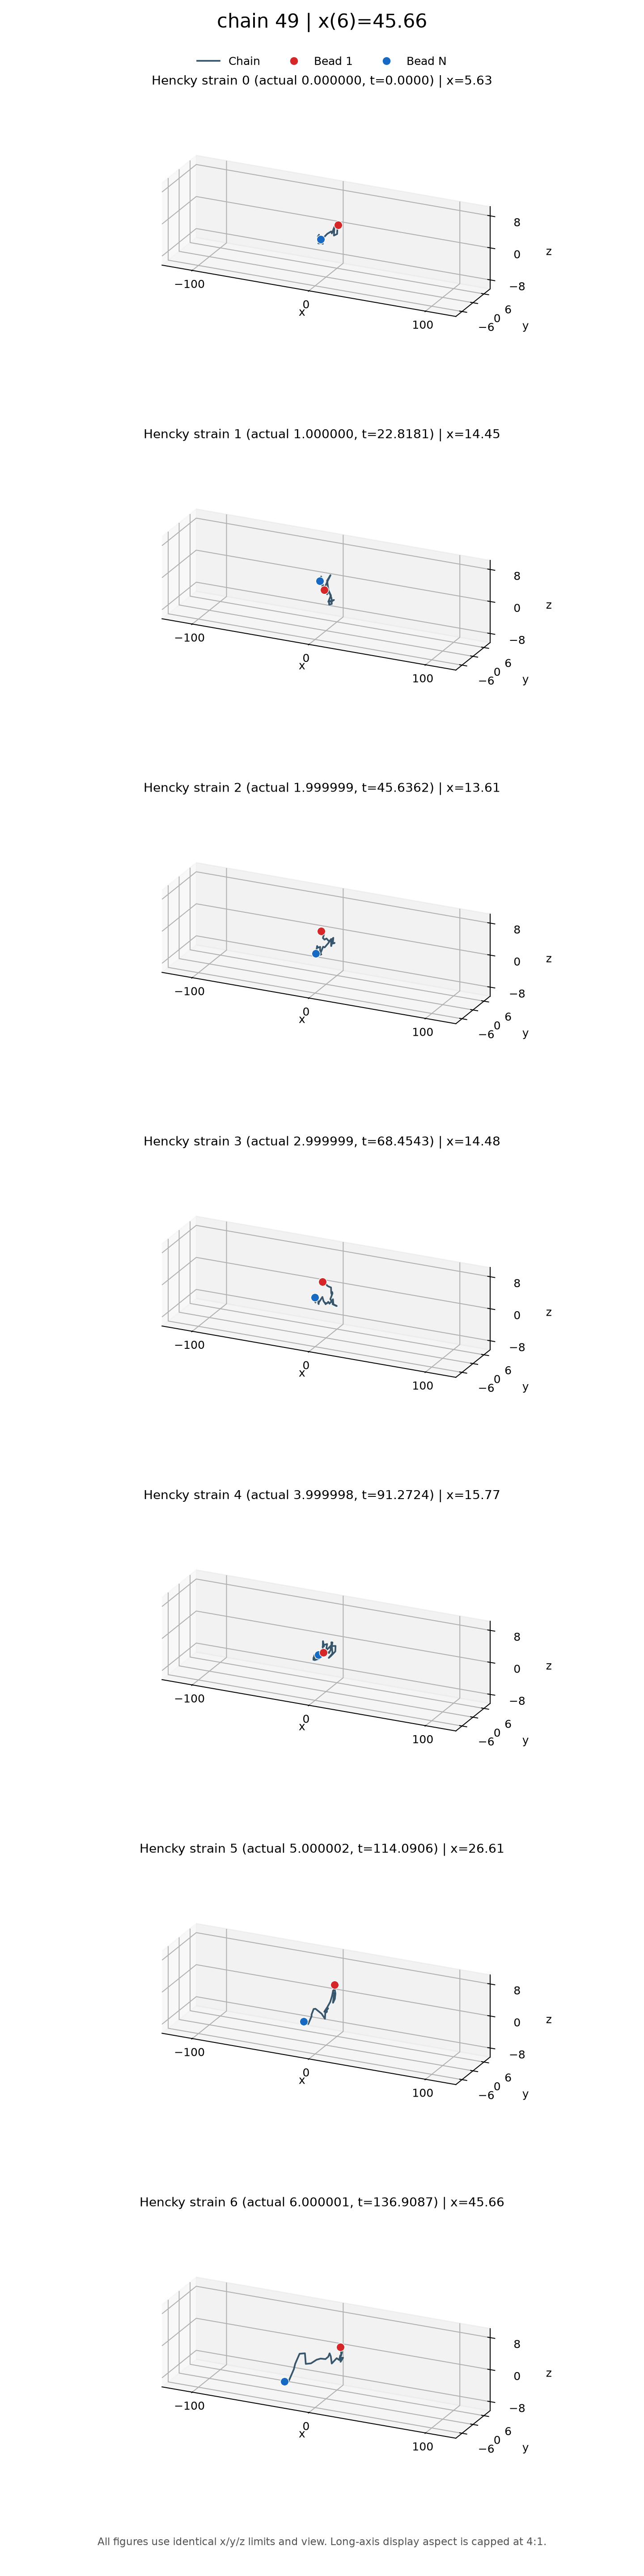 chain 49 | x(6)=45.66
Chain
Bead 1
Bead N
Hencky strain 0 (actual 0.000000, t=0.0000) | x=5.63
8
0
−8
z
−100
0
100
x
6
0
−6
y
Hencky strain 1 (actual 1.000000, t=22.8181) | x=14.45
8
0
−8
z
−100
0
100
x
6
0
−6
y
Hencky strain 2 (actual 1.999999, t=45.6362) | x=13.61
8
0
−8
z
−100
0
100
x
6
0
−6
y
Hencky strain 3 (actual 2.999999, t=68.4543) | x=14.48
8
0
−8
z
−100
0
100
x
6
0
−6
y
Hencky strain 4 (actual 3.999998, t=91.2724) | x=15.77
8
0
−8
z
−100
0
100
x
6
0
−6
y
Hencky strain 5 (actual 5.000002, t=114.0906) | x=26.61
8
0
−8
z
−100
0
100
x
6
0
−6
y
Hencky strain 6 (actual 6.000001, t=136.9087) | x=45.66
8
0
−8
z
−100
0
100
x
6
0
−6
y
All figures use identical x/y/z limits and view. Long-axis display aspect is capped at 4:1.